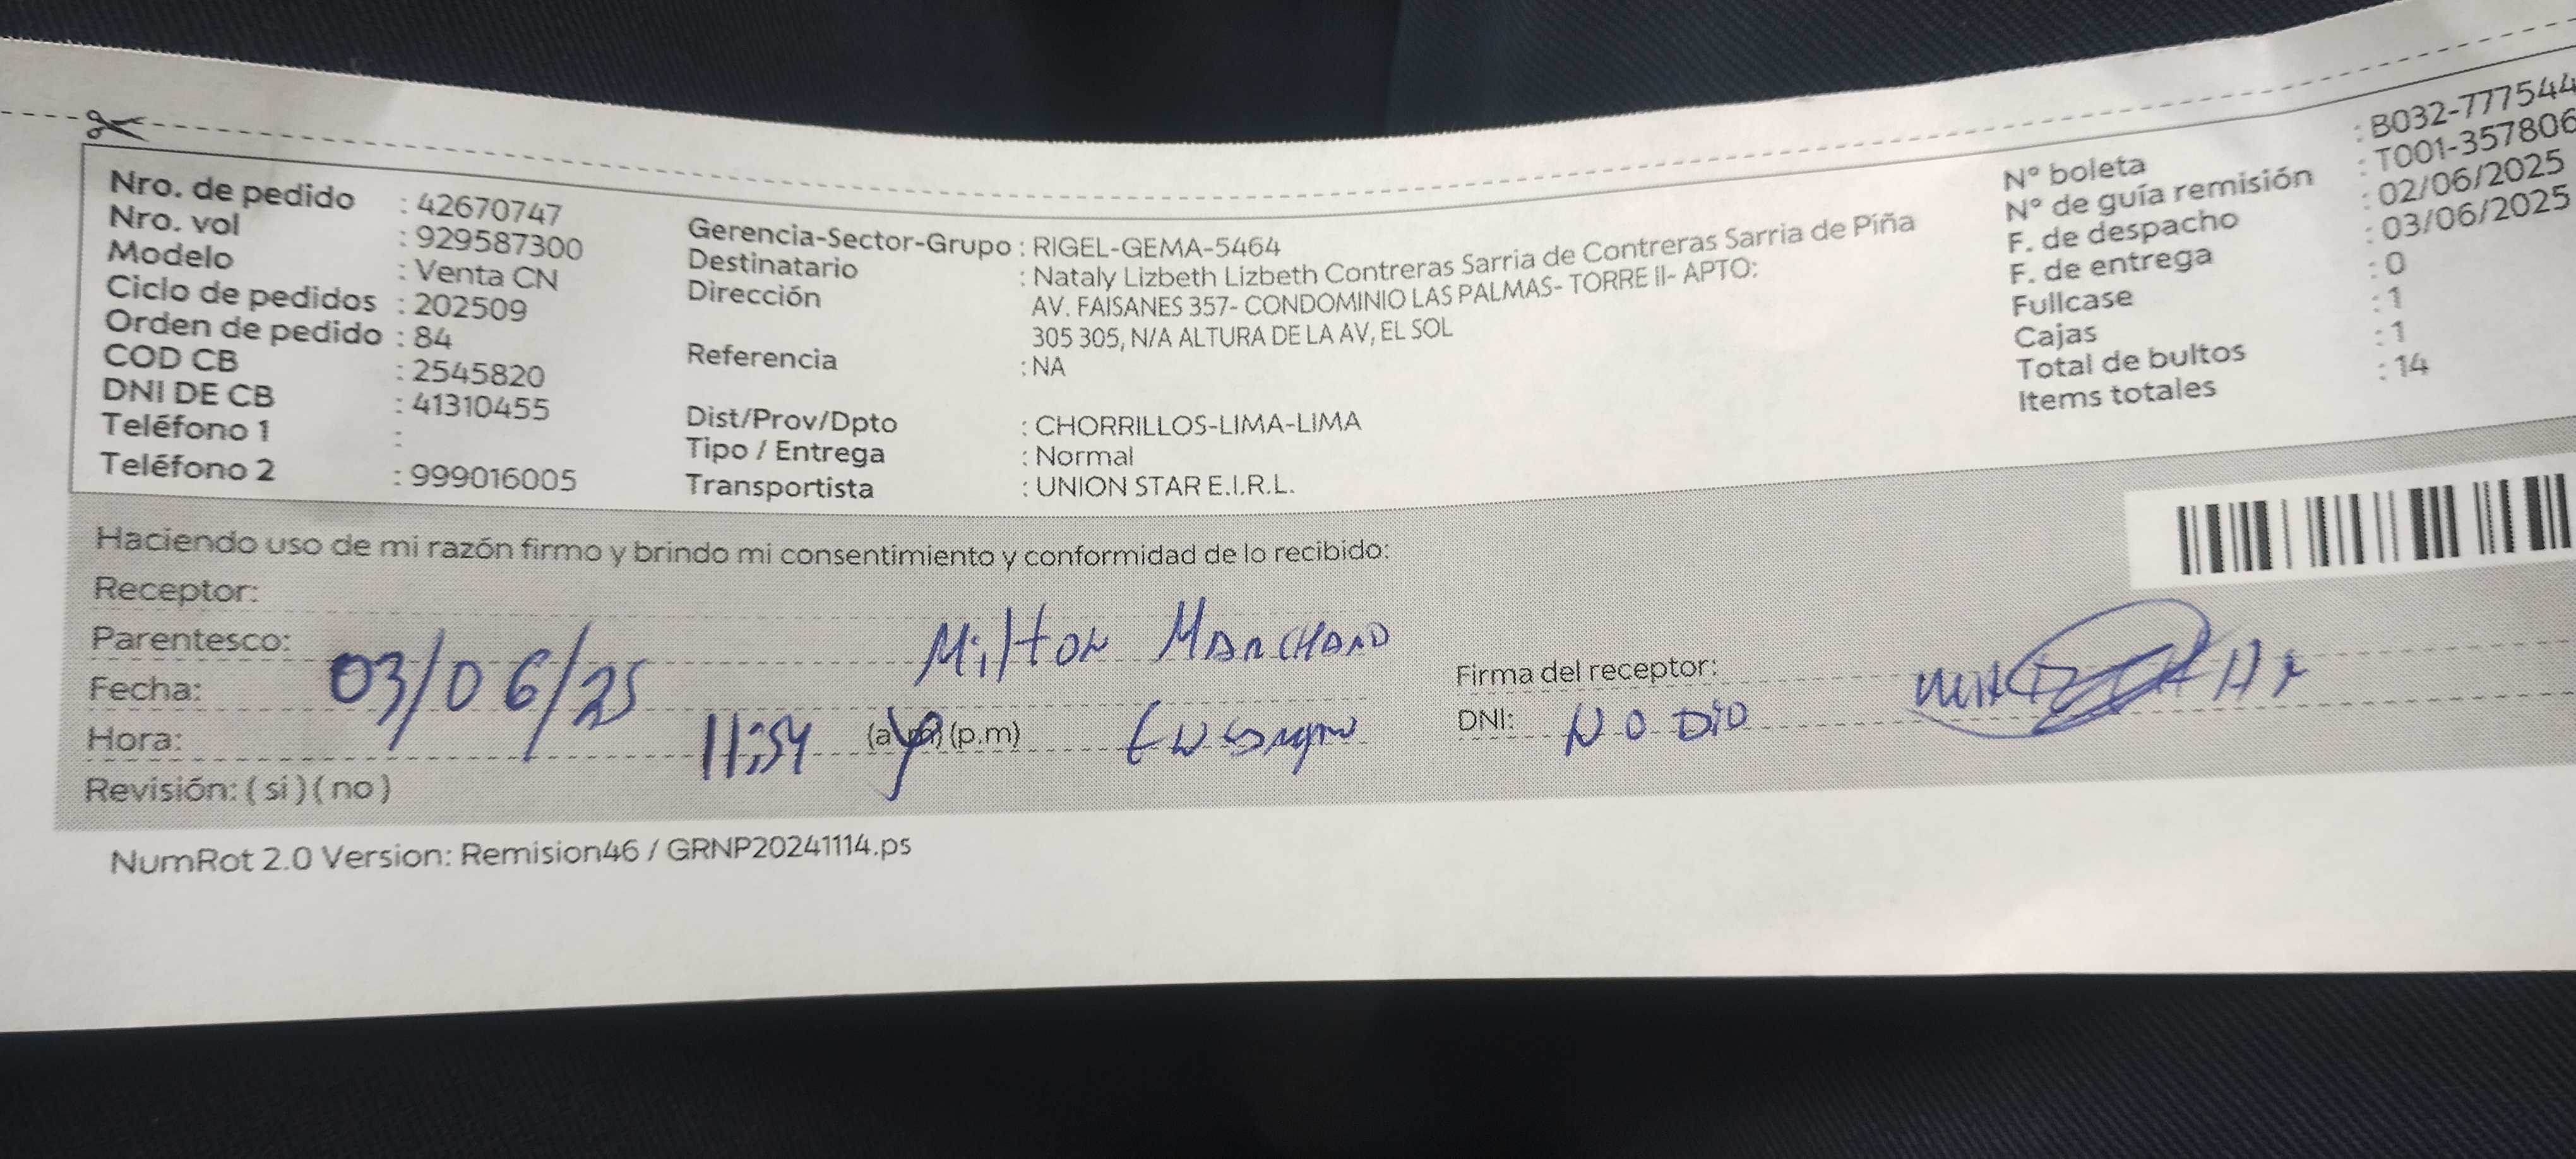 Nro. de pedido : 42670747
Nro. vol : 929587300
Modelo : Venta CN
Ciclo de pedidos : 202509
Orden de pedido : 84
COD CB : 2545820
DNI DE CB : 41310455
Teléfono 1 :
Teléfono 2 : 999016005
Gerencia-Sector-Grupo : RIGEL-GEMA-5464
Destinatario : Nataly Lizbeth Lizbeth Contreras Sarria de Contreras Sarria de Piña
Dirección AV. FAISANES 357- CONDOMINIO LAS PALMAS- TORRE II- APTO:
305 305, N/A ALTURA DE LA AV, EL SOL
Referencia : NA
Dist/Prov/Dpto : CHORRILLOS-LIMA-LIMA
Tipo / Entrega : Normal
Transportista : UNION STAR E.I.R.L.
N° boleta : B032-777544
N° de guía remisión : T001-357806
F. de despacho : 02/06/2025
F. de entrega : 03/06/2025
Fullcase : 0
Cajas : 1
Total de bultos : 1
Items totales : 14
Haciendo uso de mi razón firmo y brindo mi consentimiento y conformidad de lo recibido:
Receptor:
Parentesco: Milton Marchand
Fecha: 03/06/25
Hora: 11:54 (a.m) (p.m)
Revisión: ( si ) ( no )
Firma del receptor:
DNI: NO DIO
NumRot 2.0 Version: Remision46 / GRNP20241114.ps